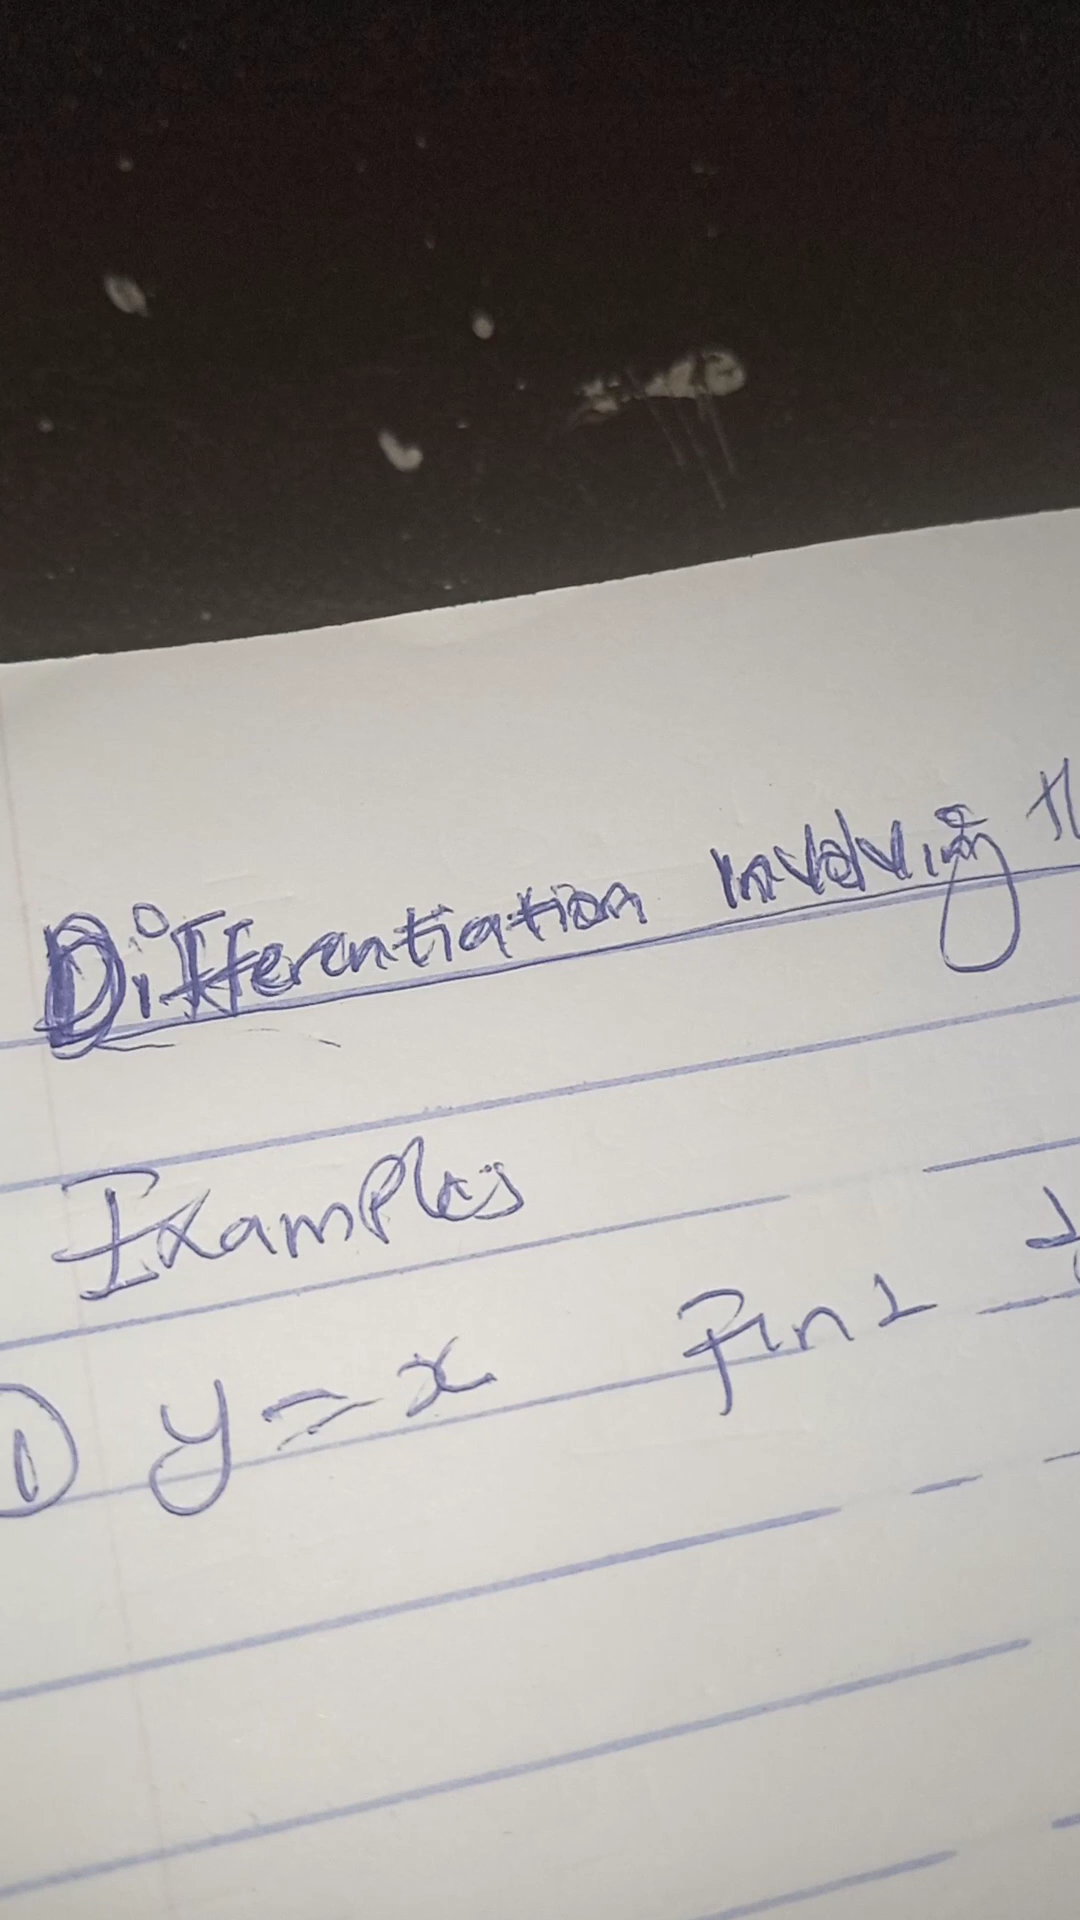 Differentiation involving
Examples
① y = x Find